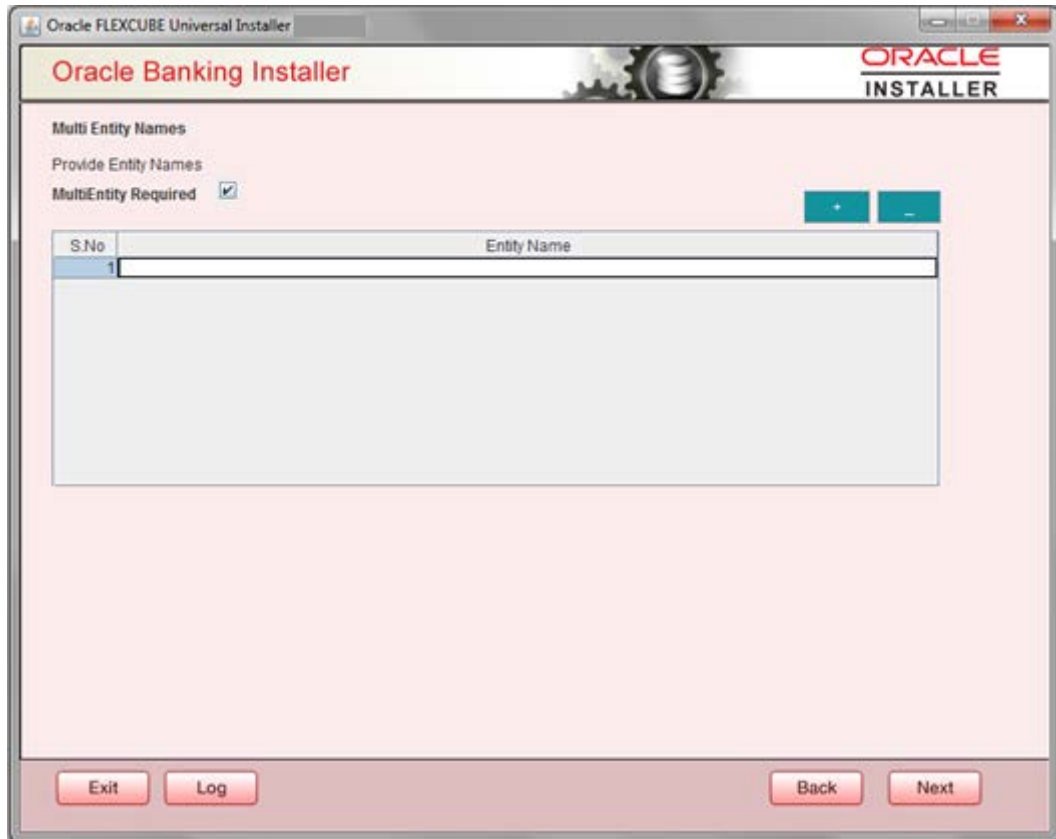 Oracle FLEXCUBE Universal Installer
Oracle Banking Installer
ORACLE
INSTALLER
Multi Entity Names
Provide Entity Names
MultiEntity Required
+ _
S.No Entity Name
1
Exit Log Back Next